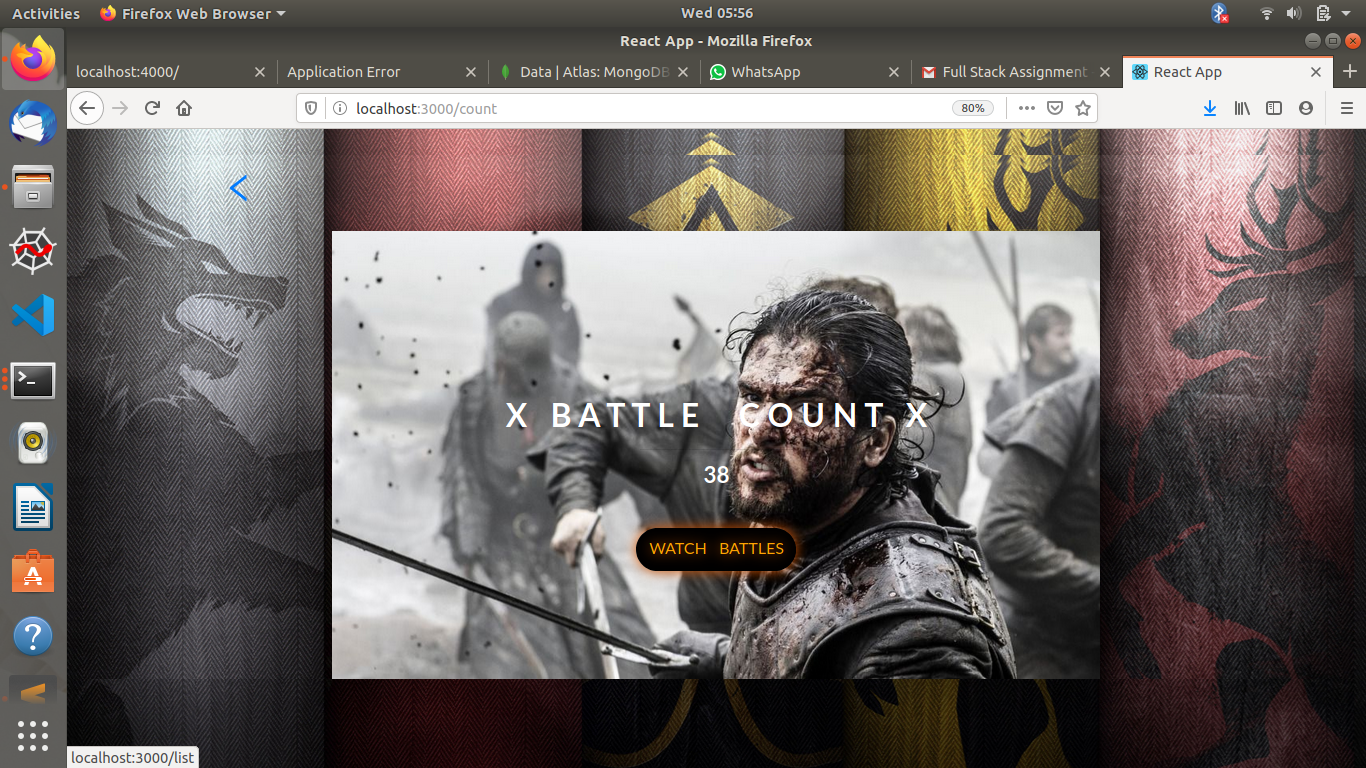 Activities Firefox Web Browser Wed 05:56
React App - Mozilla Firefox
localhost:4000/ Application Error Data | Atlas: MongoDB WhatsApp Full Stack Assignment React App
localhost:3000/count 80%
X BATTLE COUNT X
38
WATCH BATTLES
localhost:3000/list